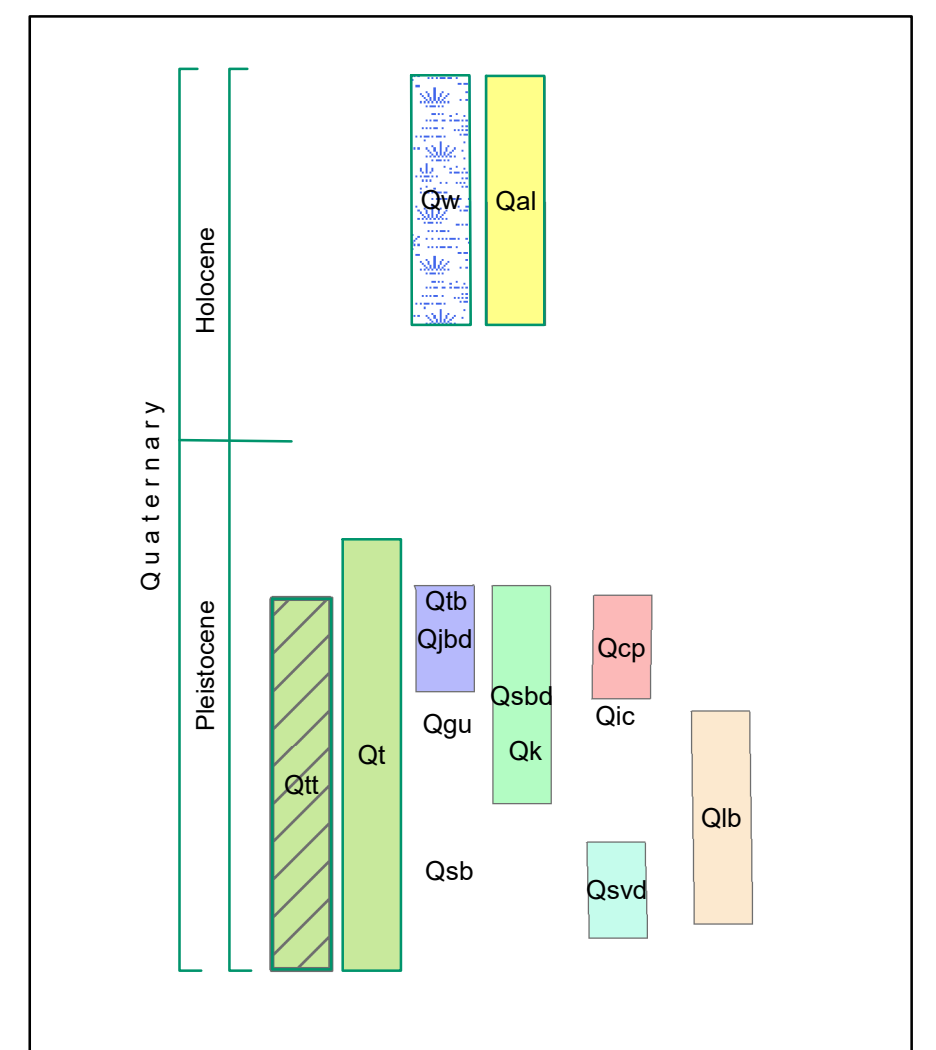 Qw
Qal
Holocene
Quaternary
Pleistocene
Qtb
Qjbd
Qcp
Qsbd
Qic
Qgu
Qk
Qt
Qtt
Qlb
Qsb
Qsvd